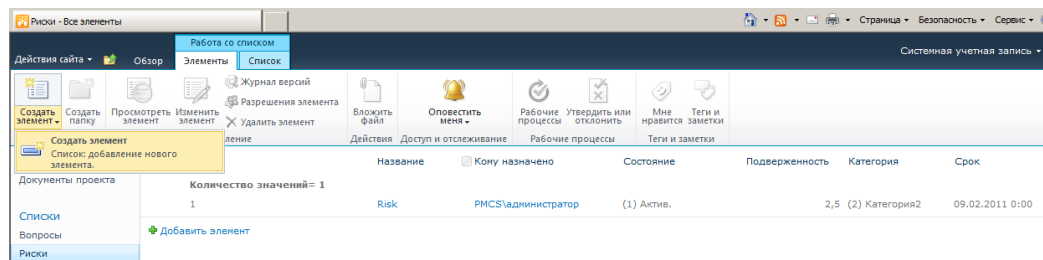 Риски - Все элементы
Страница
Безопасность
Сервис
Действия сайта
Обзор
Работа со списком
Элементы
Список
Системная учетная запись
Создать элемент
Создать папку
Просмотреть элемент
Изменить элемент
Журнал версий
Разрешения элемента
Удалить элемент
Вложить файл
Оповестить меня
Рабочие процессы
Утвердить или отклонить
Мне нравится
Теги и заметки
ление
Действия
Доступ и отслеживание
Рабочие процессы
Теги и заметки
Создать элемент
Список: добавление нового
элемента.
Название
Кому назначено
Состояние
Подверженность
Категория
Срок
Документы проекта
Количество значений= 1
1
Risk
PMCS\администратор
(1) Актив.
2,5
(2) Категория2
09.02.2011 0:00
Списки
Вопросы
Добавить элемент
Риски